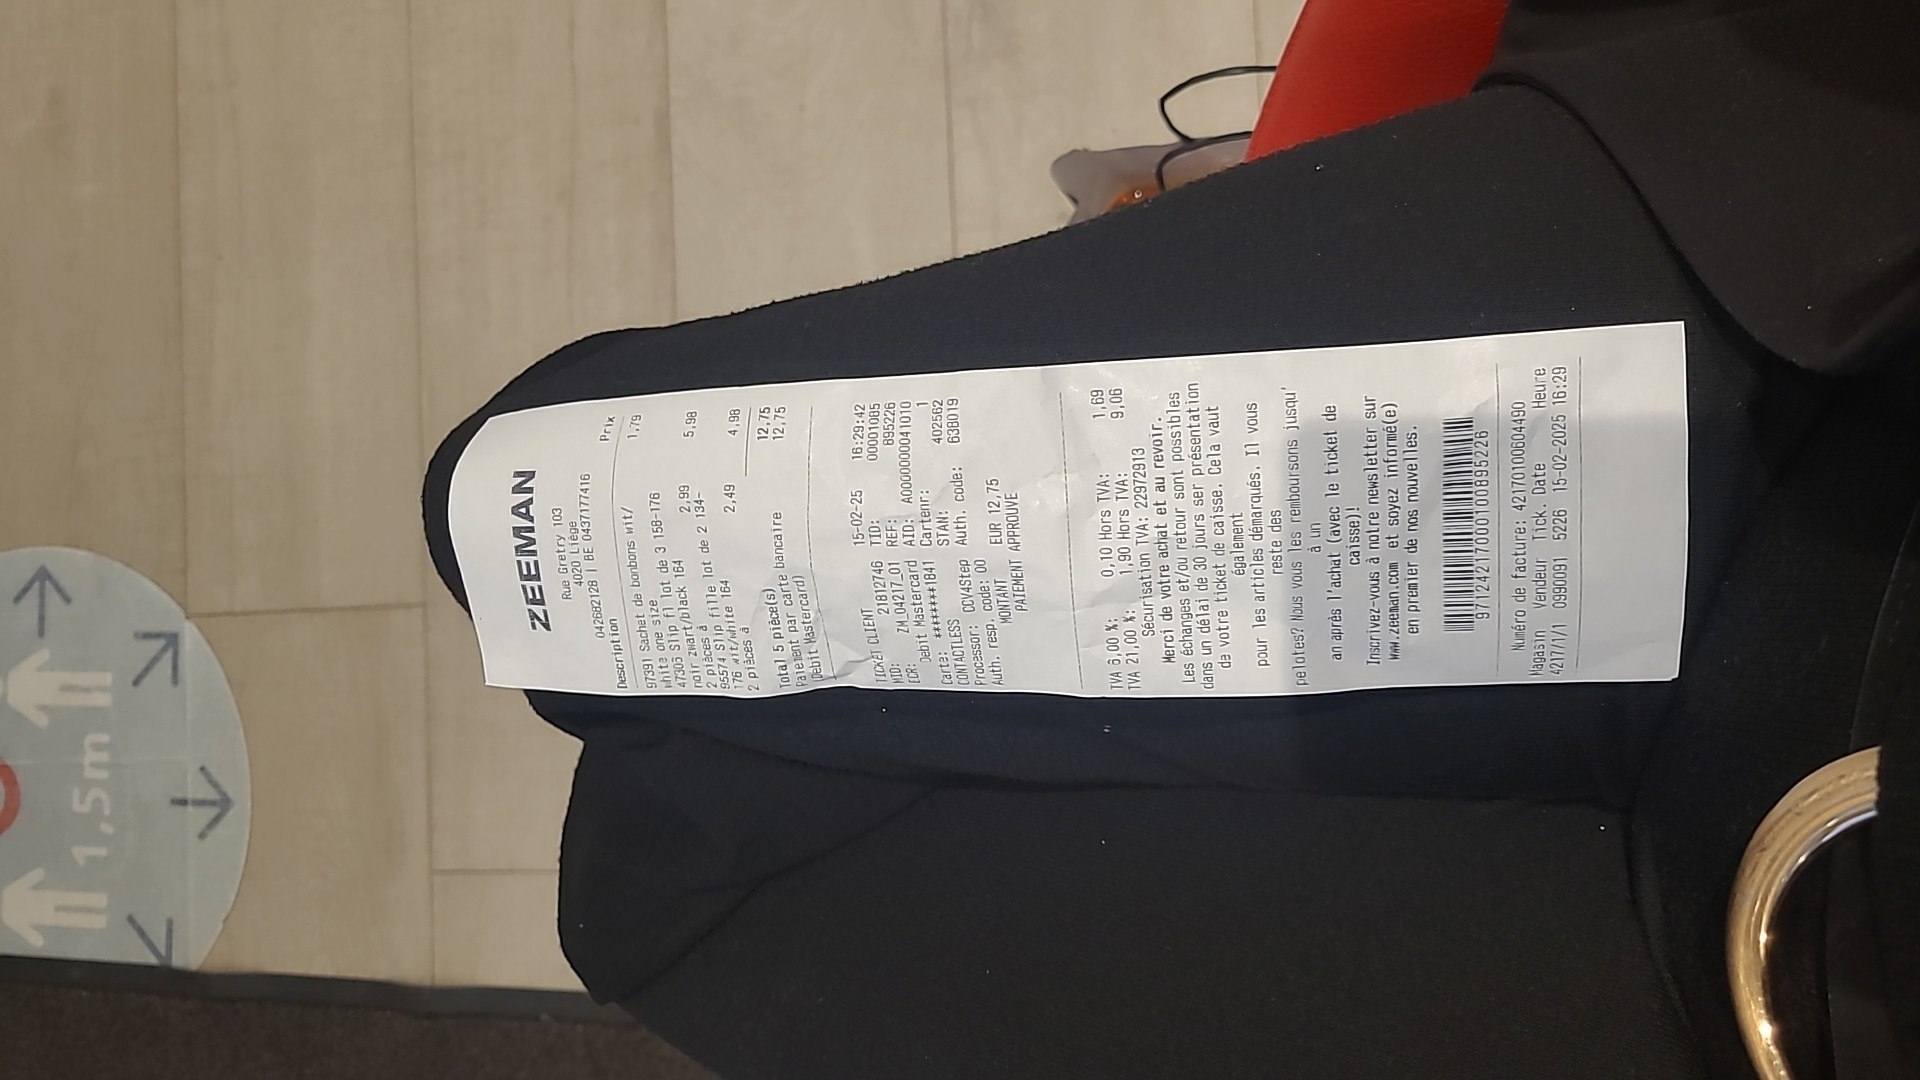 ZEEMAN
Rue Gretry 103
4020 Liège
042682128 | BE 0437177416
Description Prix
97391 Sachet de bonbons wit/ 1,79
white one size
47305 Slip fl lot de 3 158-176
noir zwart/black 164
2 pièces à 2,99 5,98
95574 Slip fille lot de 2 134-
176 wit/white 164
2 pièces à 2,49 4,98
Total 5 pièce(s) 12,75
Paiement par carte bancaire 12,75
(Debit Mastercard)
TICKET CLIENT 15-02-25 16:29:42
MID: 21812746 TID: 00001085
ECR: ZM_04217_01 REF: 895226
Debit Mastercard AID: A0000000041010
Carte: ********1841 Cartenr: 1
CONTACTLESS STAN: 402562
Processor: CCV4Step Auth. code: 638019
Auth. resp. code: 00
MONTANT EUR 12,75
PAIEMENT APPROUVE
TVA 6,00 %: 0,10 Hors TVA: 1,69
TVA 21,00 %: 1,90 Hors TVA: 9,06
Sécurisation TVA: 22972913
Merci de votre achat et au revoir.
Les échanges et/ou retour sont possibles
dans un délai de 30 jours ser présentation
de votre ticket de caisse. Cela vaut
également
pour les articles démarqués. Il vous
reste des
pelotes? Nous vous les remboursons jusqu'
à un
an après l'achat (avec le ticket de
caisse)!
Inscrivez-vous à notre newsletter sur
www.zeeman.com et soyez informé(e)
en premier de nos nouvelles.
9712421700010000895226
Numéro de facture: 42170100604490
Magasin Vendeur Tick. Date Heure
4217/1/1 0990091 5226 15-02-2025 16:29
1,5m